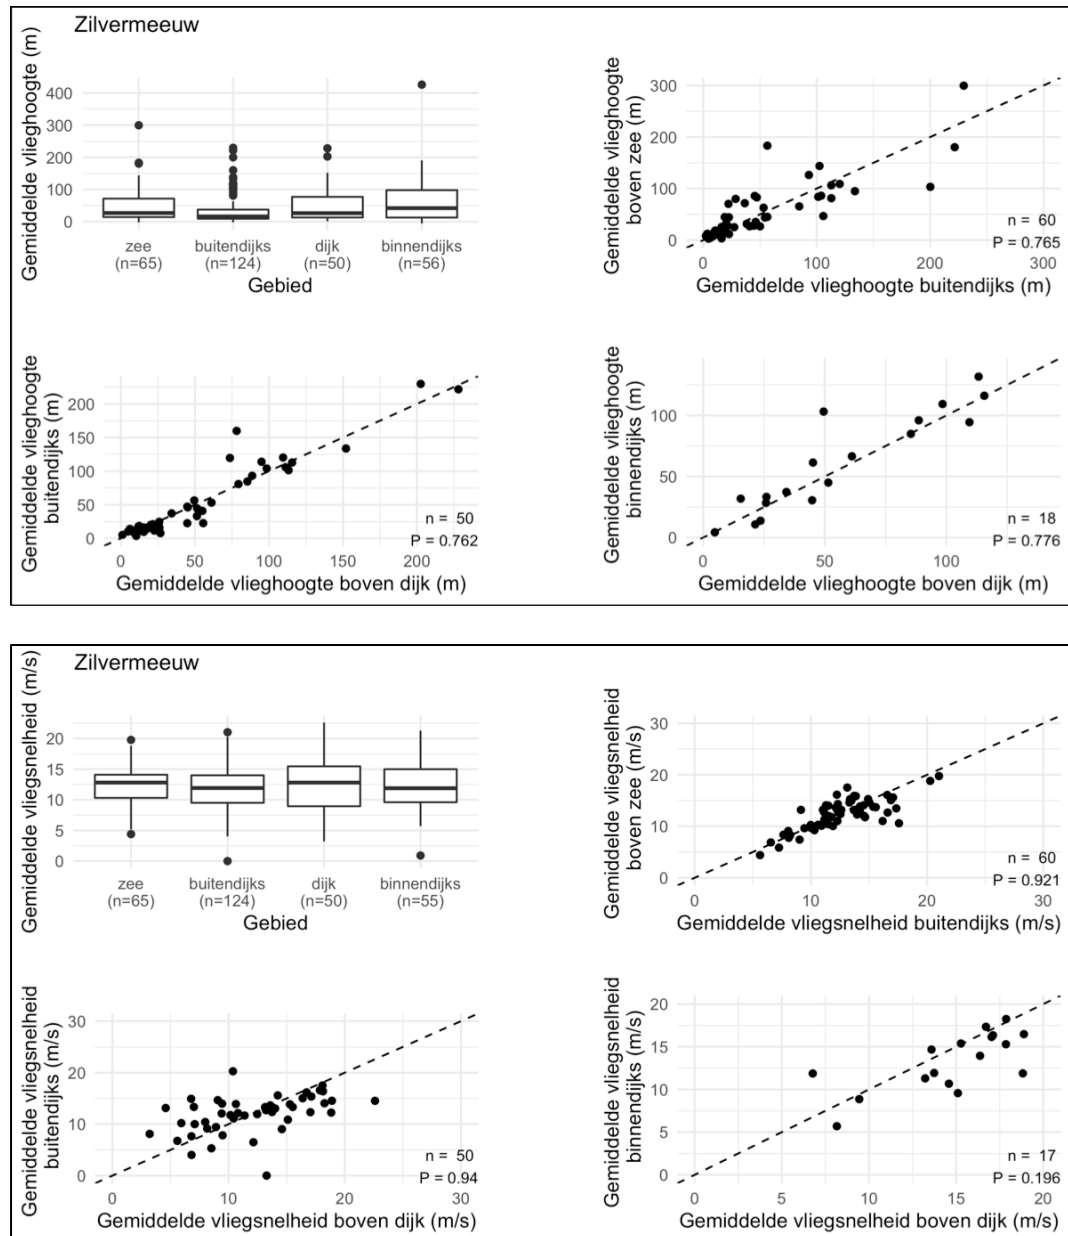 Zilvermeeuw
Gemiddelde vlieghoogte (m)
400
300
200
100
0
zee
(n=65)
buitendijks
(n=124)
dijk
(n=50)
binnendijks
(n=56)
Gebied
Gemiddelde vlieghoogte
boven zee (m)
300
200
100
0
n = 60
P = 0.765
0 100 200 300
Gemiddelde vlieghoogte buitendijks (m)
Gemiddelde vlieghoogte
buitendijks (m)
200
150
100
50
0
n = 50
P = 0.762
0 50 100 150 200
Gemiddelde vlieghoogte boven dijk (m)
Gemiddelde vlieghoogte
binnendijks (m)
100
50
0
n = 18
P = 0.776
0 50 100
Gemiddelde vlieghoogte boven dijk (m)
Zilvermeeuw
Gemiddelde vliegsnelheid (m/s)
20
15
10
5
0
zee
(n=65)
buitendijks
(n=124)
dijk
(n=50)
binnendijks
(n=55)
Gebied
Gemiddelde vliegsnelheid
boven zee (m/s)
30
20
10
0
n = 60
P = 0.921
0 10 20 30
Gemiddelde vliegsnelheid buitendijks (m/s)
Gemiddelde vliegsnelheid
buitendijks (m/s)
30
20
10
0
n = 50
P = 0.94
0 10 20 30
Gemiddelde vliegsnelheid boven dijk (m/s)
Gemiddelde vliegsnelheid
binnendijks (m/s)
20
15
10
5
0
n = 17
P = 0.196
0 5 10 15 20
Gemiddelde vliegsnelheid boven dijk (m/s)